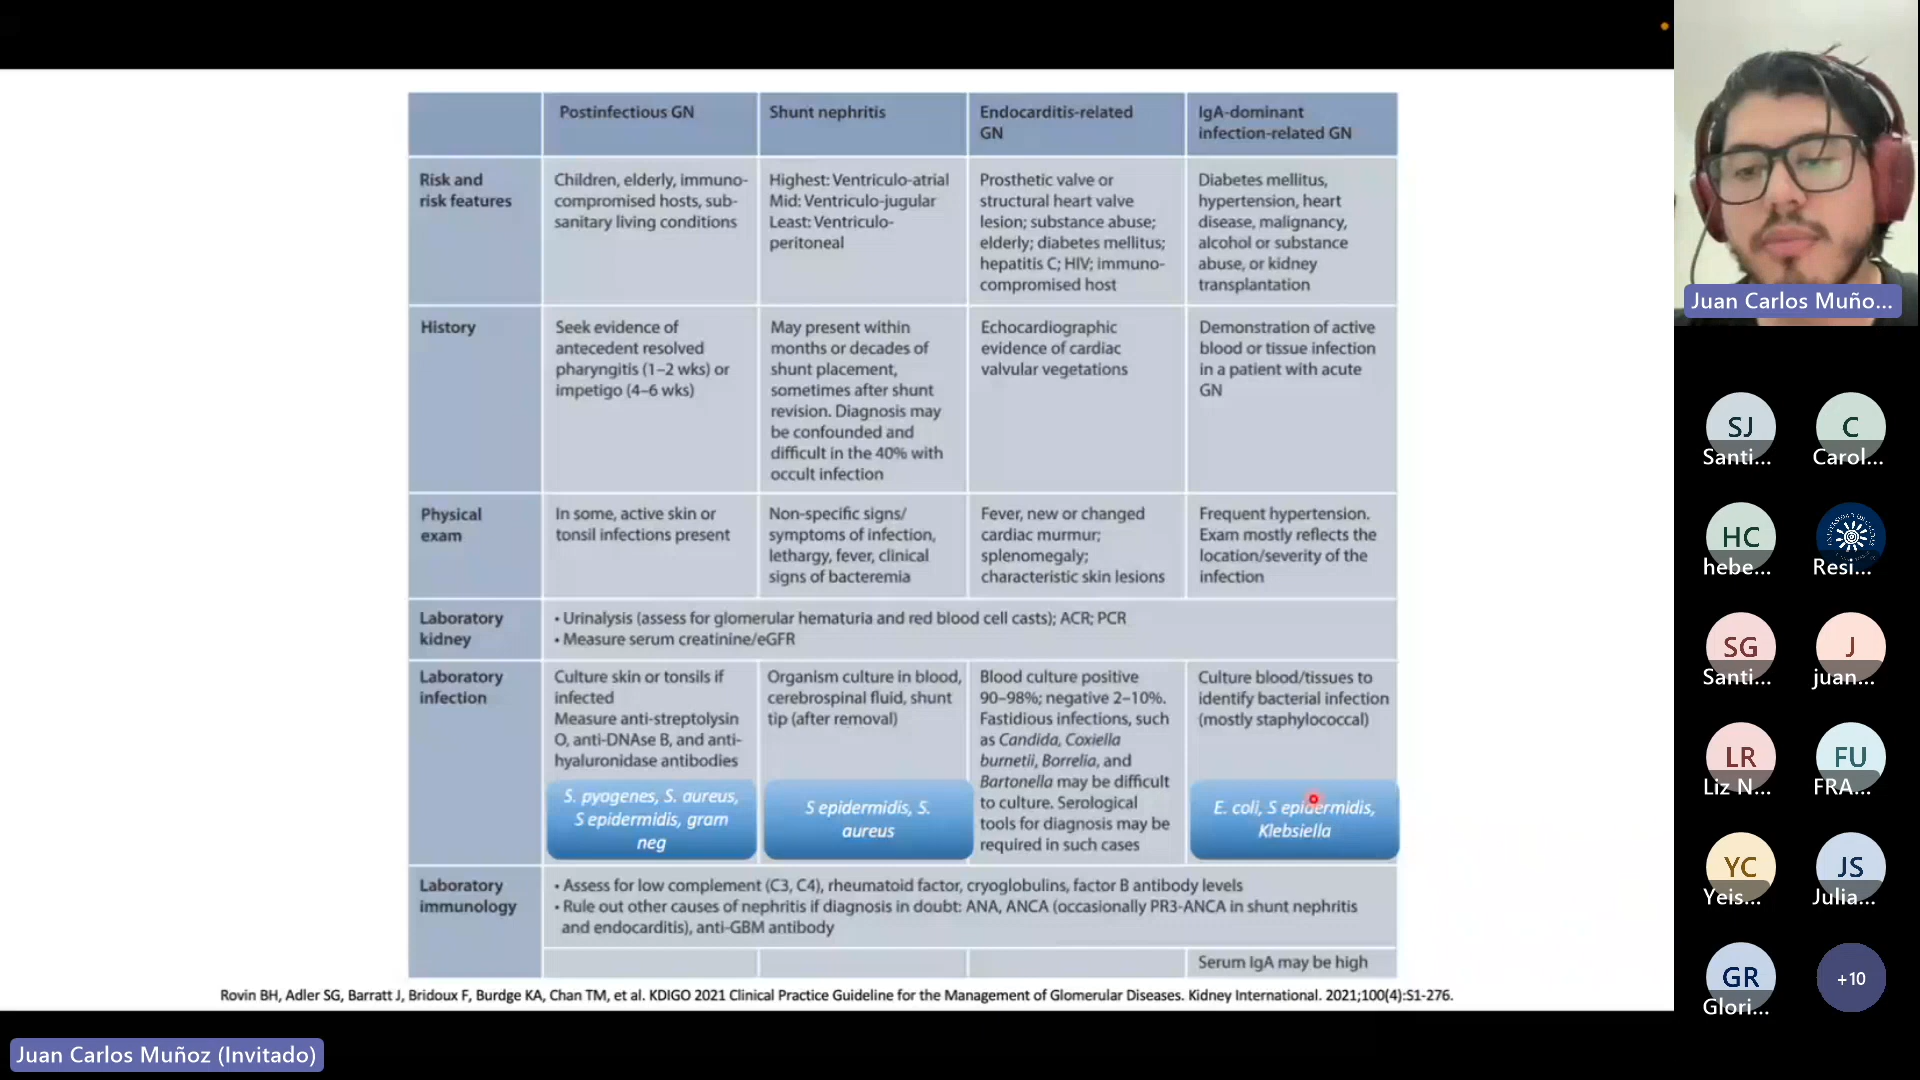 Postinfectious GN
Shunt nephritis
Endocarditis-related
GN
IgA-dominant
infection-related GN
Risk and
risk features
Children, elderly, immuno-
compromised hosts, sub-
sanitary living conditions
Highest: Ventriculo-atrial
Mid: Ventriculo-jugular
Least: Ventriculo-
peritoneal
Prosthetic valve or
structural heart valve
lesion; substance abuse;
elderly; diabetes mellitus;
hepatitis C; HIV; immuno-
compromised host
Diabetes mellitus,
hypertension, heart
disease, malignancy,
alcohol or substance
abuse, or kidney
transplantation
History
Seek evidence of
antecedent resolved
pharyngitis (1–2 wks) or
impetigo (4–6 wks)
May present within
months or decades of
shunt placement,
sometimes after shunt
revision. Diagnosis may
be confounded and
difficult in the 40% with
occult infection
Echocardiographic
evidence of cardiac
valvular vegetations
Demonstration of active
blood or tissue infection
in a patient with acute
GN
Physical
exam
In some, active skin or
tonsil infections present
Non-specific signs/
symptoms of infection,
lethargy, fever, clinical
signs of bacteremia
Fever, new or changed
cardiac murmur;
splenomegaly;
characteristic skin lesions
Frequent hypertension.
Exam mostly reflects the
location/severity of the
infection
Laboratory
kidney
• Urinalysis (assess for glomerular hematuria and red blood cell casts); ACR; PCR
• Measure serum creatinine/eGFR
Laboratory
infection
Culture skin or tonsils if
infected
Measure anti-streptolysin
O, anti-DNAse B, and anti-
hyaluronidase antibodies
S. pyogenes, S. aureus,
S epidermidis, gram
neg
Organism culture in blood,
cerebrospinal fluid, shunt
tip (after removal)
S epidermidis, S.
aureus
Blood culture positive
90–98%; negative 2–10%.
Fastidious infections, such
as Candida, Coxiella
burnetii, Borrelia, and
Bartonella may be difficult
to culture. Serological
tools for diagnosis may be
required in such cases
Culture blood/tissues to
identify bacterial infection
(mostly staphylococcal)
E. coli, S epidermidis,
Klebsiella
Laboratory
immunology
• Assess for low complement (C3, C4), rheumatoid factor, cryoglobulins, factor B antibody levels
• Rule out other causes of nephritis if diagnosis in doubt: ANA, ANCA (occasionally PR3-ANCA in shunt nephritis
and endocarditis), anti-GBM antibody
Serum IgA may be high
Rovin BH, Adler SG, Barratt J, Bridoux F, Burdge KA, Chan TM, et al. KDIGO 2021 Clinical Practice Guideline for the Management of Glomerular Diseases. Kidney International. 2021;100(4):S1-276.
Juan Carlos Muñoz (Invitado)
Juan Carlos Muño...
SJ
Santi...
C
Carol...
HC
hebe...
Resi...
SG
Santi...
J
juan...
LR
Liz N...
FU
FRA...
YC
Yeis...
JS
Julia...
GR
Glori...
+10